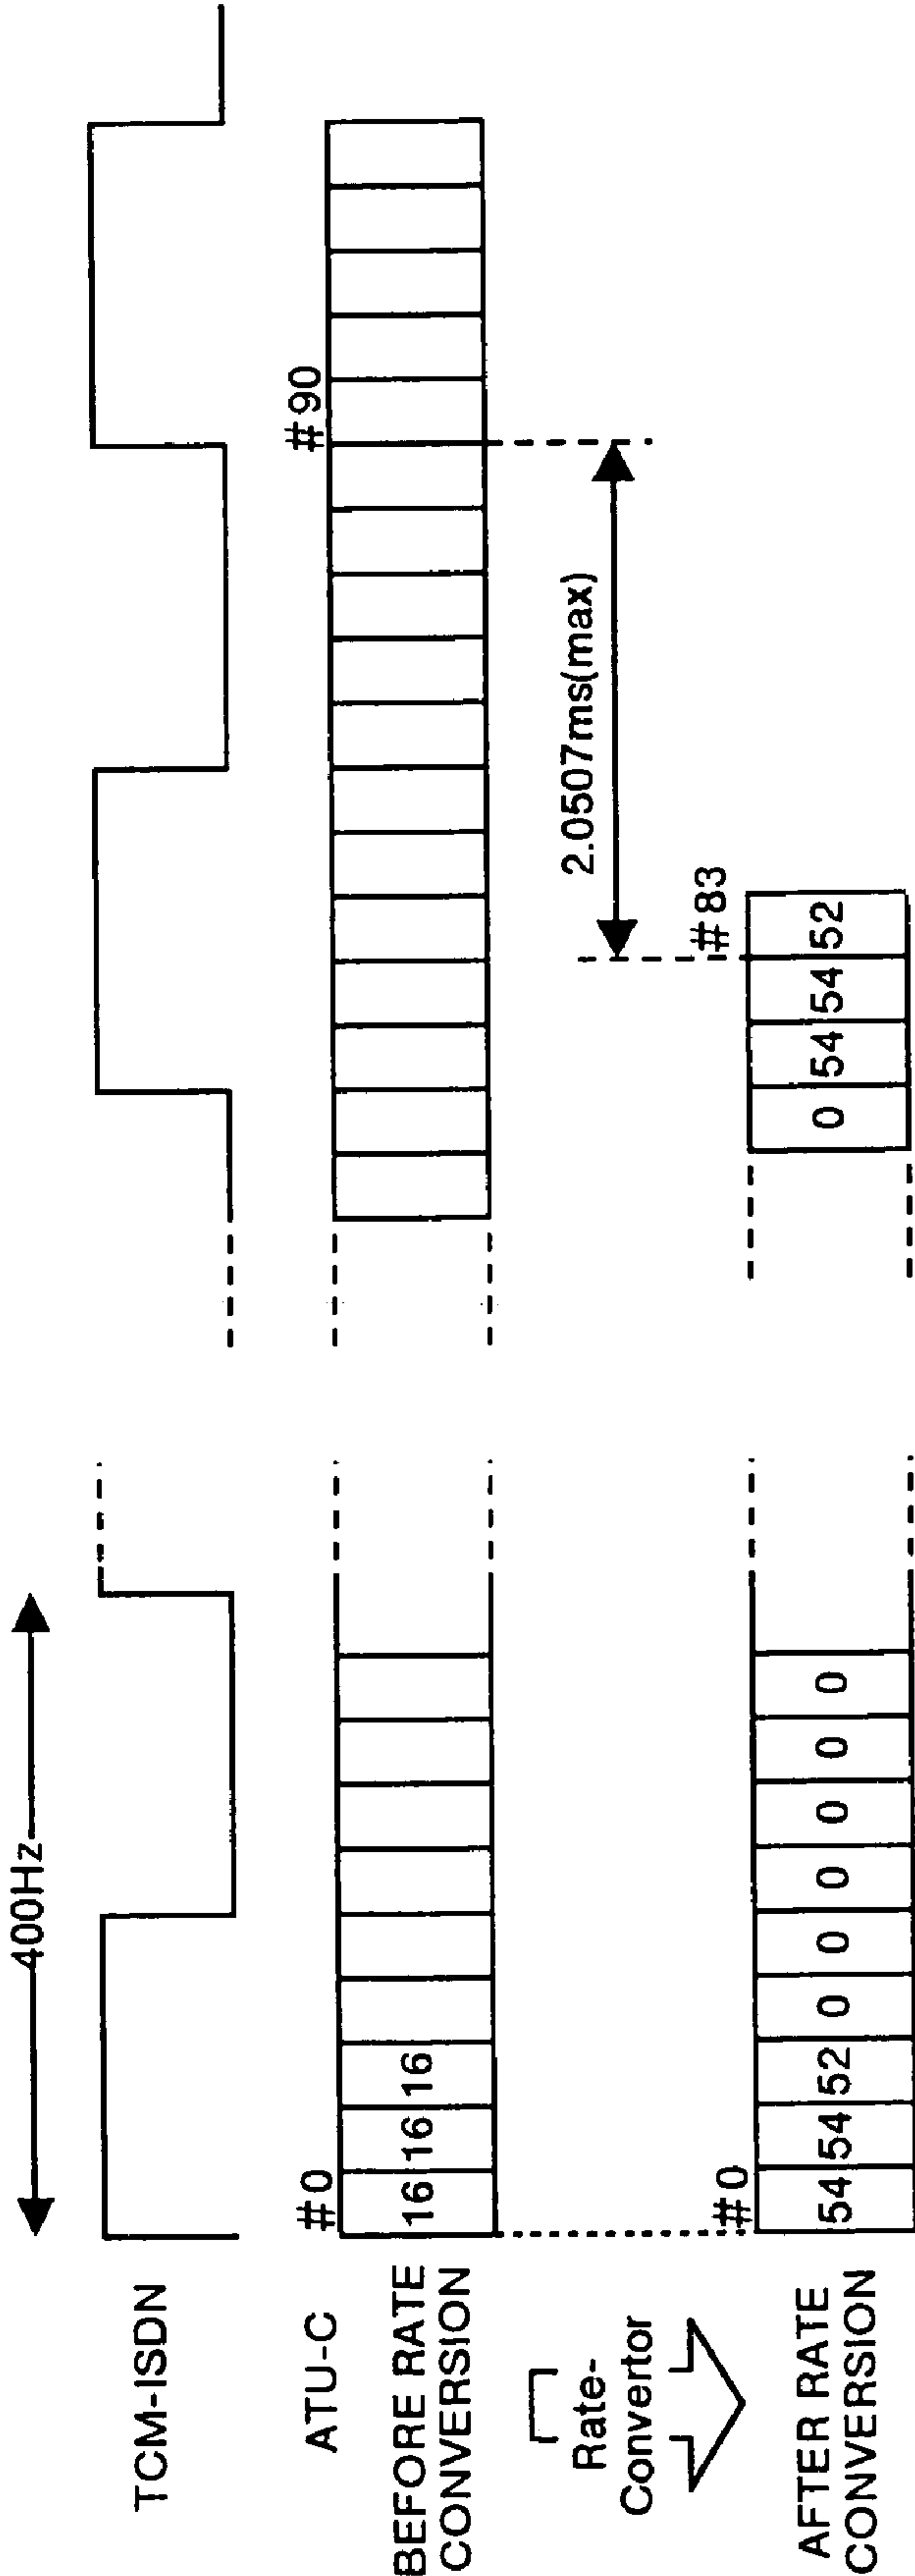 400Hz
TCM-ISDN
ATU-C
#0
#90
BEFORE RATE
CONVERSION
16 16 16
2.0507ms(max)
Rate-
Convertor
#0
#83
AFTER RATE
CONVERSION
54 54 52 0 0 0 0 0 0
0 54 54 52